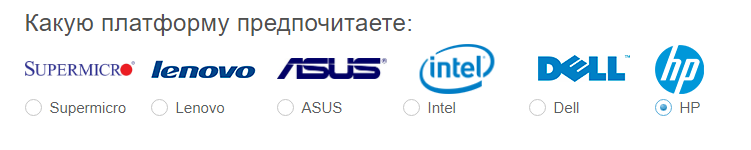 Какую платформу предпочитаете:
SUPERMICRO lenovo ASUS intel DELL hp
Supermicro Lenovo ASUS Intel Dell HP